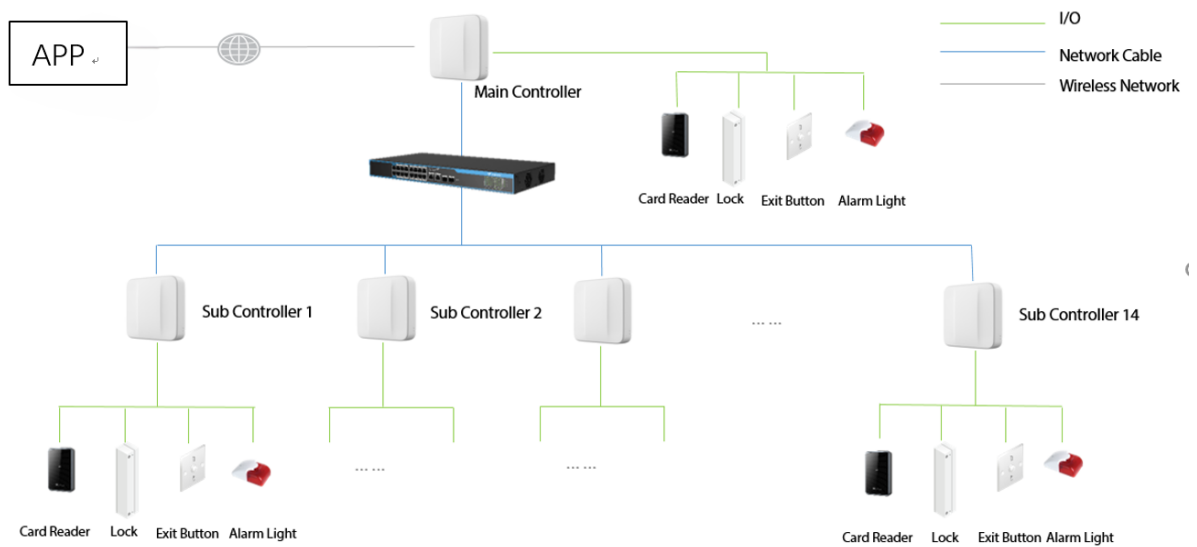 APP
I/O
Network Cable
Wireless Network
Main Controller
Card Reader
Lock
Exit Button
Alarm Light
Sub Controller 1
Sub Controller 2
... ...
Sub Controller 14
... ...
... ...
Card Reader
Lock
Exit Button
Alarm Light
Card Reader
Lock
Exit Button
Alarm Light